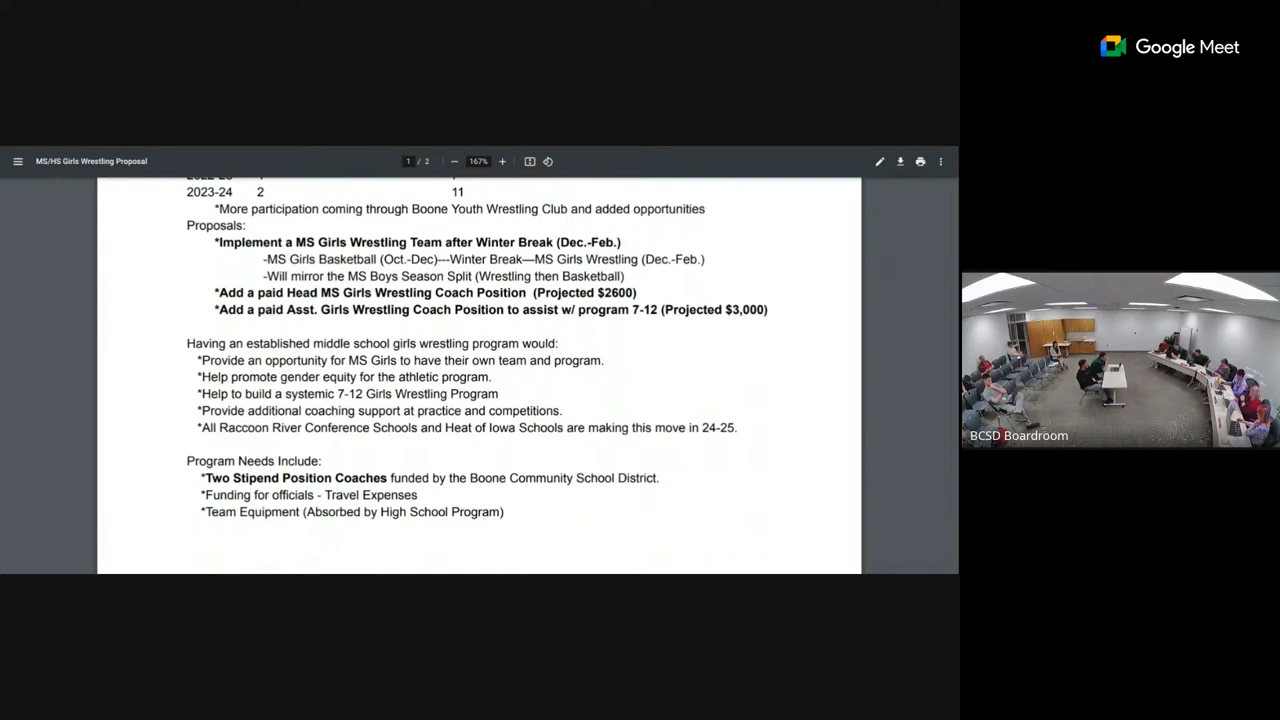 Google Meet
MS/HS Girls Wrestling Proposal
1 / 2
167%
2023-24 2 11
*More participation coming through Boone Youth Wrestling Club and added opportunities
Proposals:
*Implement a MS Girls Wrestling Team after Winter Break (Dec.-Feb.)
-MS Girls Basketball (Oct.-Dec)---Winter Break—MS Girls Wrestling (Dec.-Feb.)
-Will mirror the MS Boys Season Split (Wrestling then Basketball)
*Add a paid Head MS Girls Wrestling Coach Position (Projected $2600)
*Add a paid Asst. Girls Wrestling Coach Position to assist w/ program 7-12 (Projected $3,000)
Having an established middle school girls wrestling program would:
*Provide an opportunity for MS Girls to have their own team and program.
*Help promote gender equity for the athletic program.
*Help to build a systemic 7-12 Girls Wrestling Program
*Provide additional coaching support at practice and competitions.
*All Raccoon River Conference Schools and Heat of Iowa Schools are making this move in 24-25.
Program Needs Include:
*Two Stipend Position Coaches funded by the Boone Community School District.
*Funding for officials - Travel Expenses
*Team Equipment (Absorbed by High School Program)
BCSD Boardroom